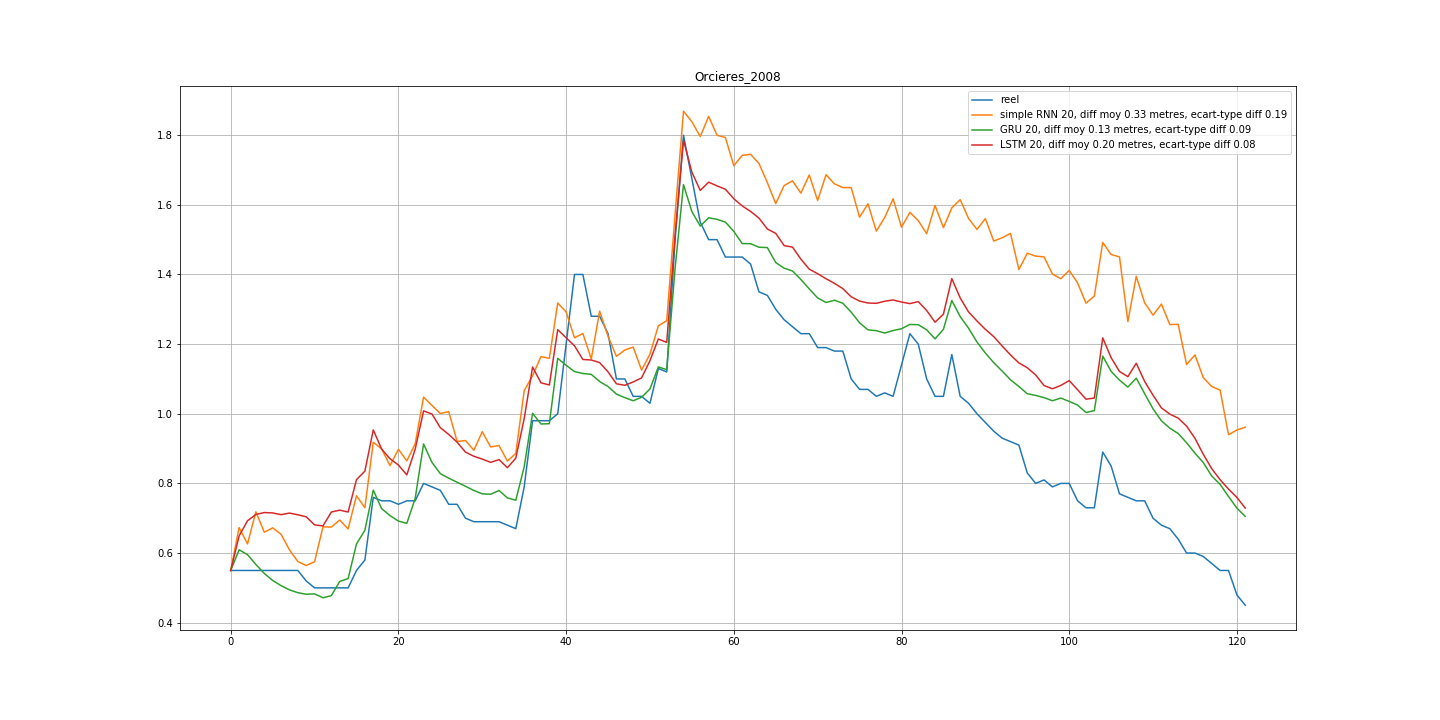 Orcieres_2008
reel
simple RNN 20, diff moy 0.33 metres, ecart-type diff 0.19
GRU 20, diff moy 0.13 metres, ecart-type diff 0.09
LSTM 20, diff moy 0.20 metres, ecart-type diff 0.08
1.8
1.6
1.4
1.2
1.0
0.8
0.6
0.4
0 20 40 60 80 100 120